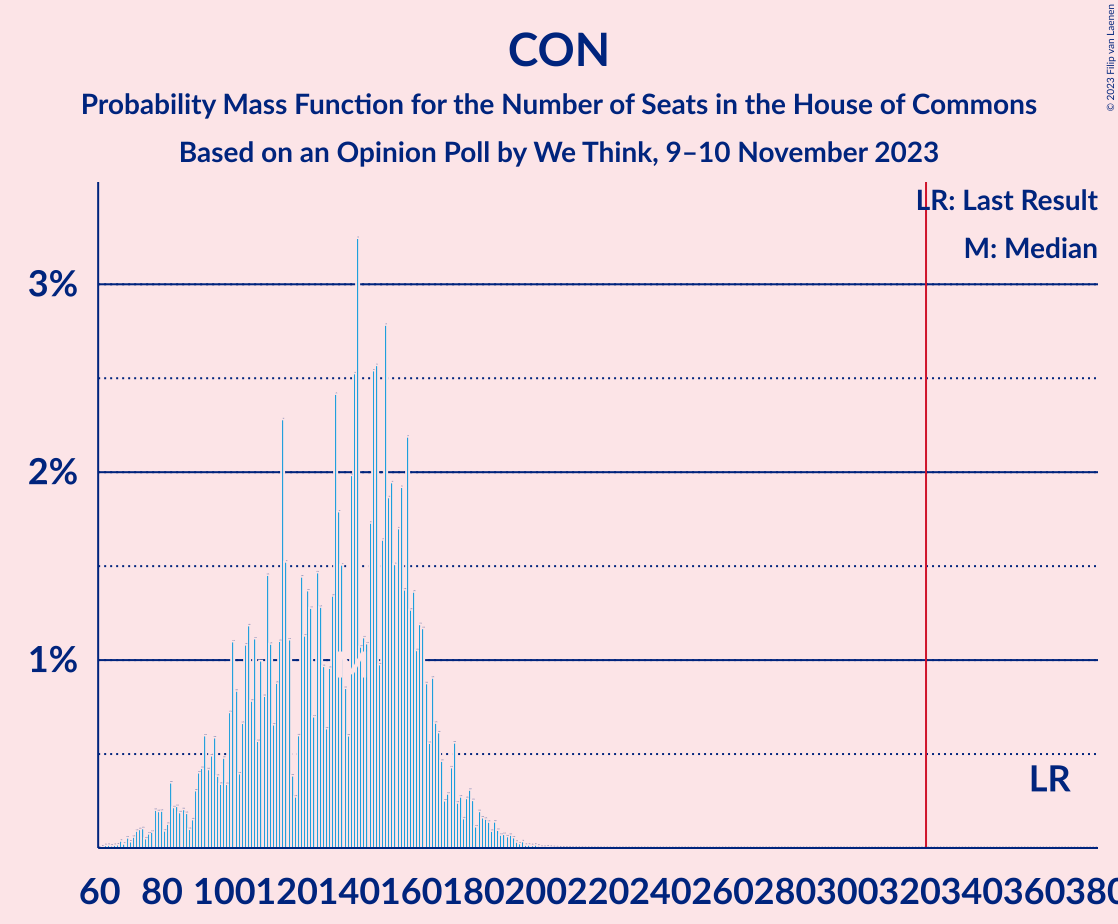 CON
Probability Mass Function for the Number of Seats in the House of Commons
Based on an Opinion Poll by We Think, 9–10 November 2023
© 2023 Filip van Laenen
LR: Last Result
M: Median
3%
2%
1%
M
LR
60 80 100 120 140 160 180 200 220 240 260 280 300 320 340 360 380